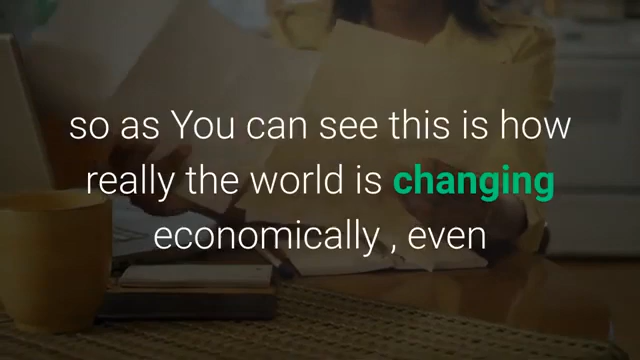 so as You can see this is how
really the world is changing
economically , even